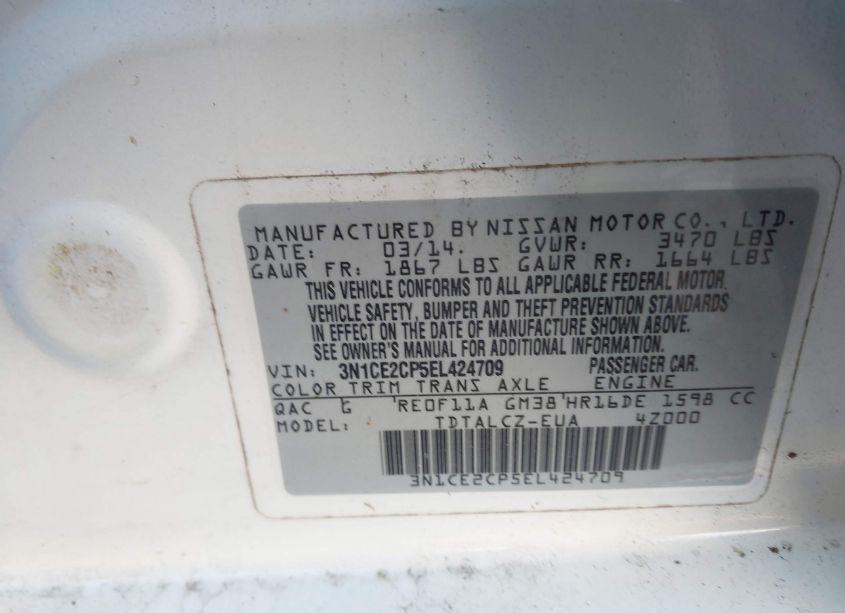 MANUFACTURED BY NISSAN MOTOR CO., LTD.
DATE: 03/14. GVWR: 3470 LBS
GAWR FR: 1867 LBS GAWR RR: 1664 LBS
THIS VEHICLE CONFORMS TO ALL APPLICABLE FEDERAL MOTOR
VEHICLE SAFETY, BUMPER AND THEFT PREVENTION STANDARDS
IN EFFECT ON THE DATE OF MANUFACTURE SHOWN ABOVE.
SEE OWNER'S MANUAL FOR ADDITIONAL INFORMATION.
VIN: 3N1CE2CP5EL424709 PASSENGER CAR.
COLOR TRIM TRANS AXLE ENGINE
QAC G RE0F11A GM38 HR16DE 1598 CC
MODEL: TDTALCZ-EUA 4Z000
3N1CE2CP5EL424709